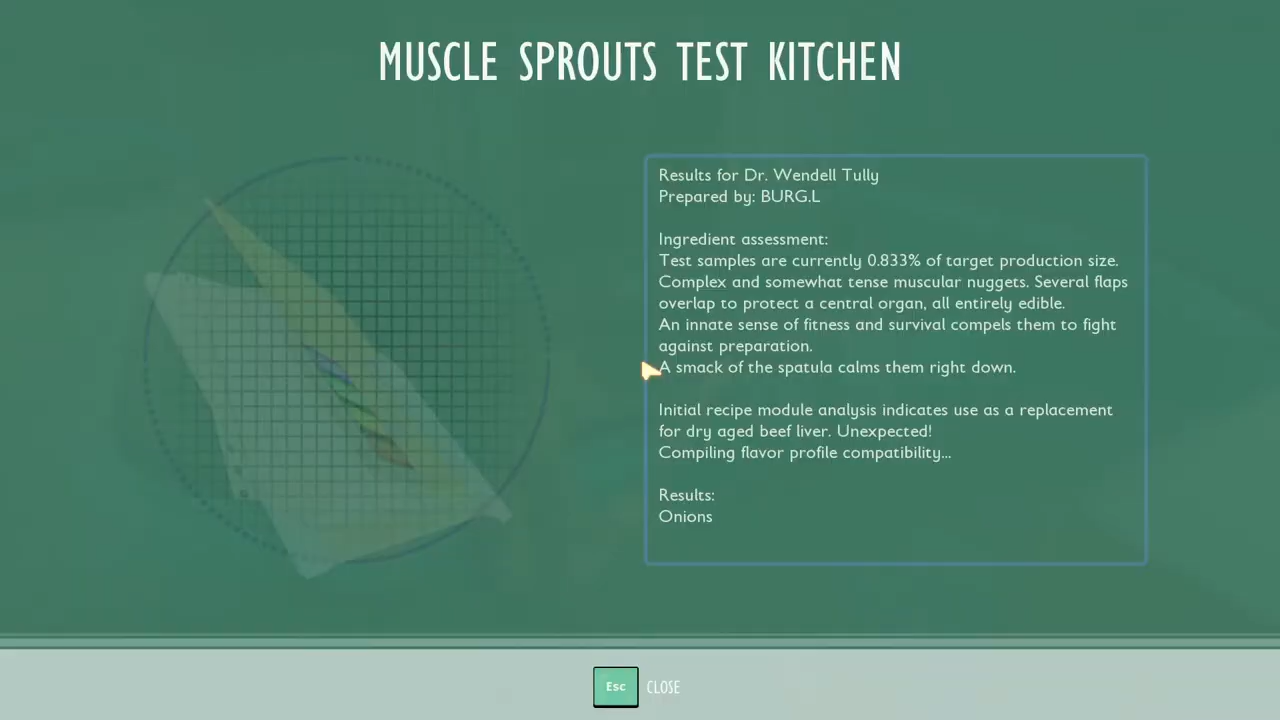 MUSCLE SPROUTS TEST KITCHEN
Results for Dr. Wendell Tully
Prepared by: BURG.L
Ingredient assessment:
Test samples are currently 0.833% of target production size.
Complex and somewhat tense muscular nuggets. Several flaps
overlap to protect a central organ, all entirely edible.
An innate sense of fitness and survival compels them to fight
against preparation.
A smack of the spatula calms them right down.
Initial recipe module analysis indicates use as a replacement
for dry aged beef liver. Unexpected!
Compiling flavor profile compatibility...
Results:
Onions
Esc CLOSE